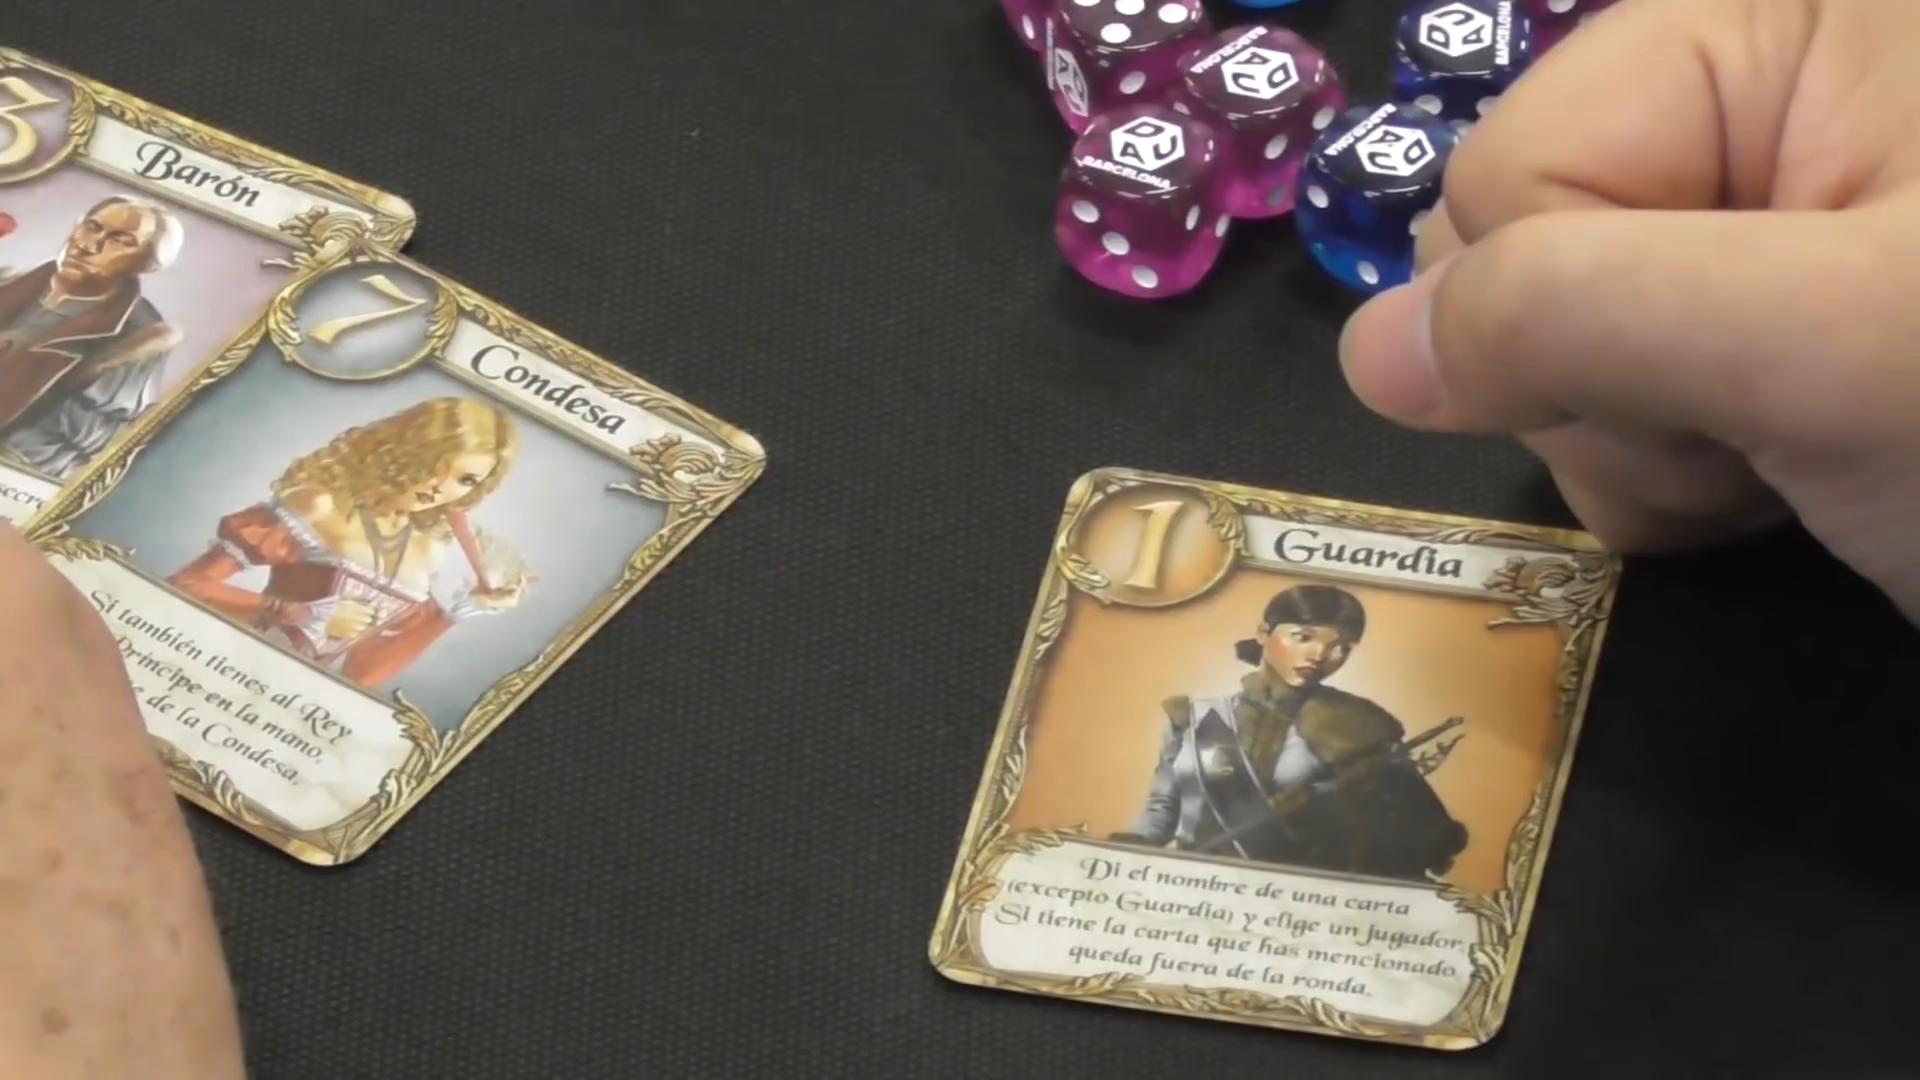 3
Barón
7
Condesa
Si también tienes al Rey
Príncipe en la mano,
de la Condesa.
1
Guardia
Di el nombre de una carta
(excepto Guardia) y elige un jugador.
Si tiene la carta que has mencionado
queda fuera de la ronda.
DAU
BARCELONA
DAU
BARCELONA
DAU
BARCELONA
DAU
BARCELONA
DAU